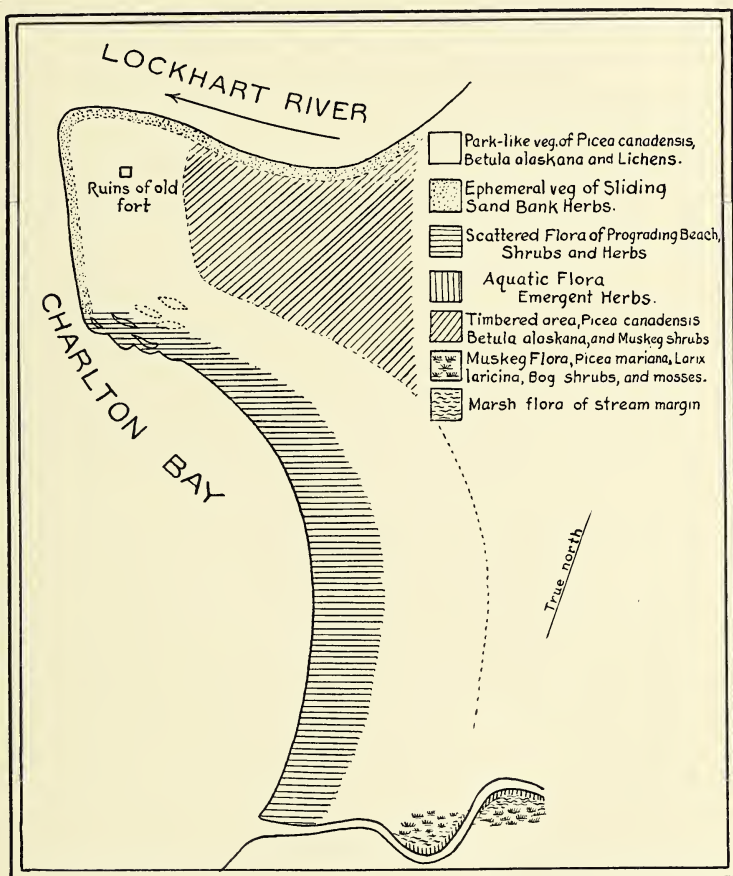 LOCKHART RIVER
Ruins of old
fort
CHARLTON BAY
Park-like veg. of Picea canadensis,
Betula alaskana and Lichens.
Ephemeral veg of Sliding
Sand Bank Herbs.
Scattered Flora of Prograding Beach,
Shrubs and Herbs
Aquatic Flora
Emergent Herbs.
Timbered area, Picea canadensis
Betula alaskana, and Muskeg shrubs
Muskeg Flora, Picea mariana, Larix
laricina, Bog shrubs, and mosses.
Marsh flora of stream margin
True north